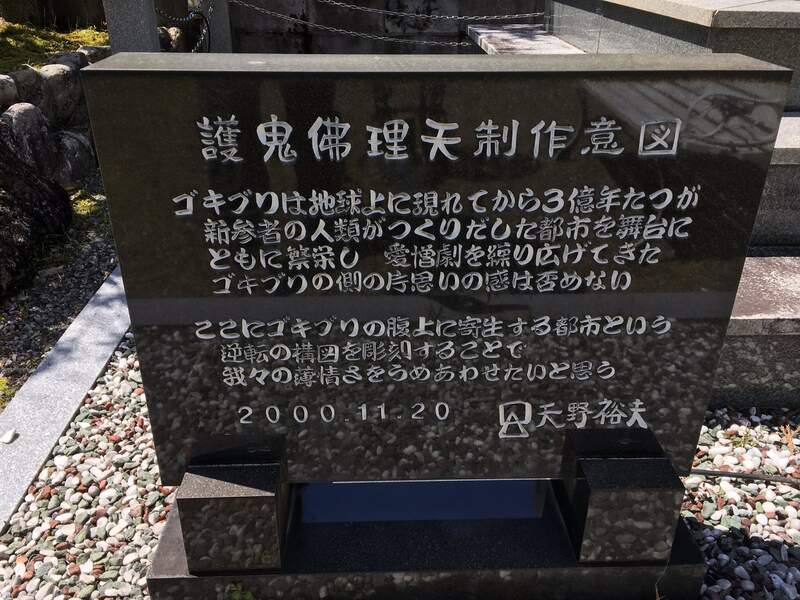 護鬼佛理天制作意図
ゴキブリは地球上に現れてから3億年たつが
新参者の人類がつくりだした都市を舞台に
ともに繁栄し 愛憎劇を繰り広げてきた
ゴキブリの側の片思いの感は否めない
ここにゴキブリの腹上に寄生する都市という
逆転の構図を彫刻することで
我々の薄情さをうめあわせたいと思う
2000.11.20 天野裕夫